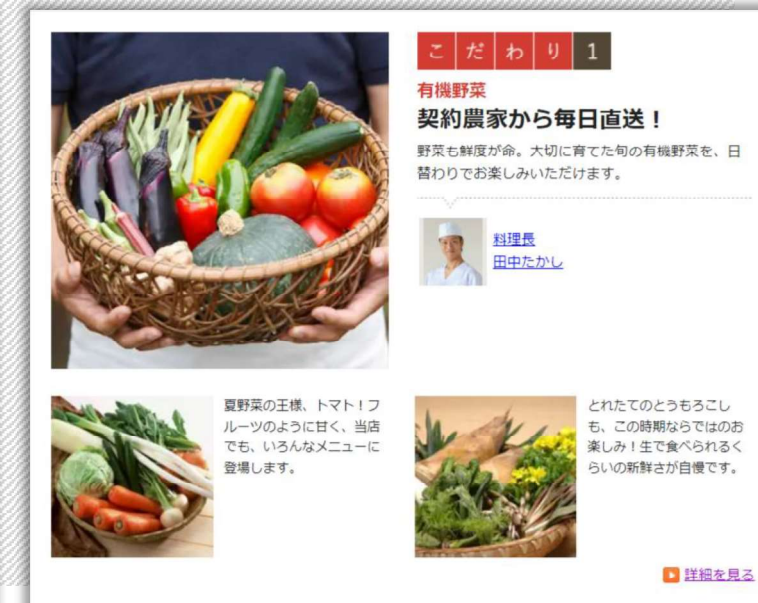 こだわり1
有機野菜
契約農家から毎日直送！
野菜も鮮度が命。大切に育てた旬の有機野菜を、日
替わりでお楽しみいただけます。
料理長
田中たかし
夏野菜の王様、トマト！フ
ルーツのように甘く、当店
でも、いろんなメニューに
登場します。
とれたてのとうもろこし
も、この時期ならではのお
楽しみ！生で食べられるく
らいの新鮮さが自慢です。
詳細を見る